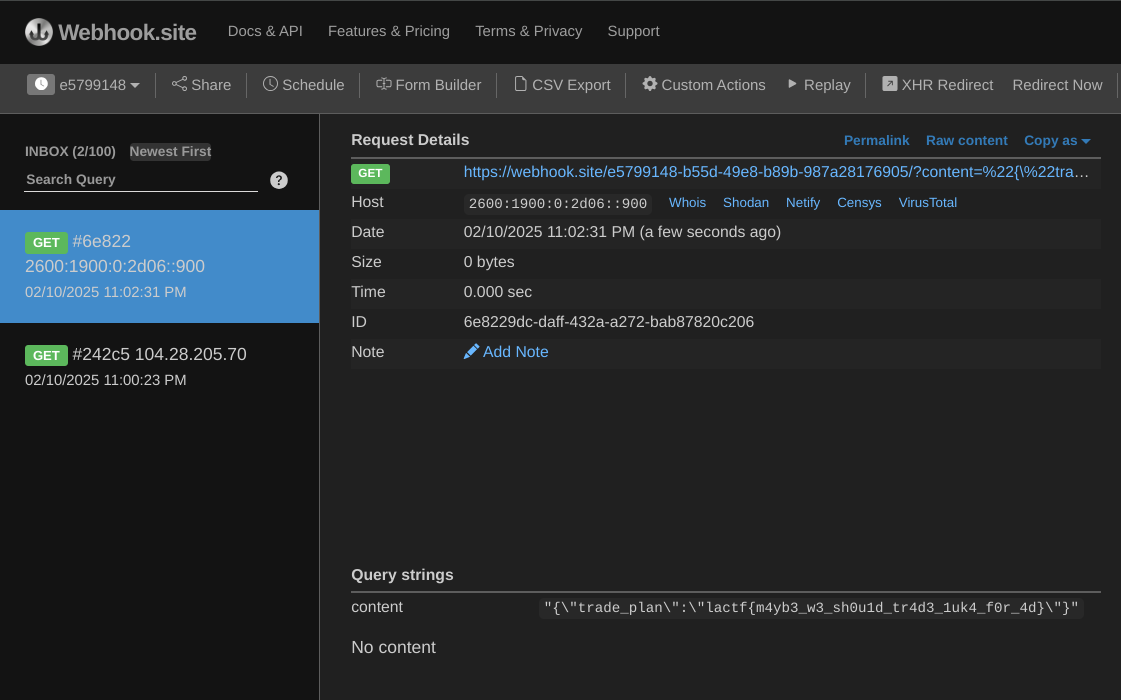 Webhook.site Docs & API Features & Pricing Terms & Privacy Support
e5799148 Share Schedule Form Builder CSV Export Custom Actions Replay XHR Redirect Redirect Now
INBOX (2/100) Newest First
Search Query ?
GET #6e822
2600:1900:0:2d06::900
02/10/2025 11:02:31 PM
GET #242c5 104.28.205.70
02/10/2025 11:00:23 PM
Request Details Permalink Raw content Copy as
GET https://webhook.site/e5799148-b55d-49e8-b89b-987a28176905/?content=%22{\%22tra…
Host 2600:1900:0:2d06::900 Whois Shodan Netify Censys VirusTotal
Date 02/10/2025 11:02:31 PM (a few seconds ago)
Size 0 bytes
Time 0.000 sec
ID 6e8229dc-daff-432a-a272-bab87820c206
Note Add Note
Query strings
content "{\"trade_plan\":\"lactf{m4yb3_w3_sh0u1d_tr4d3_1uk4_f0r_4d}\"}"
No content